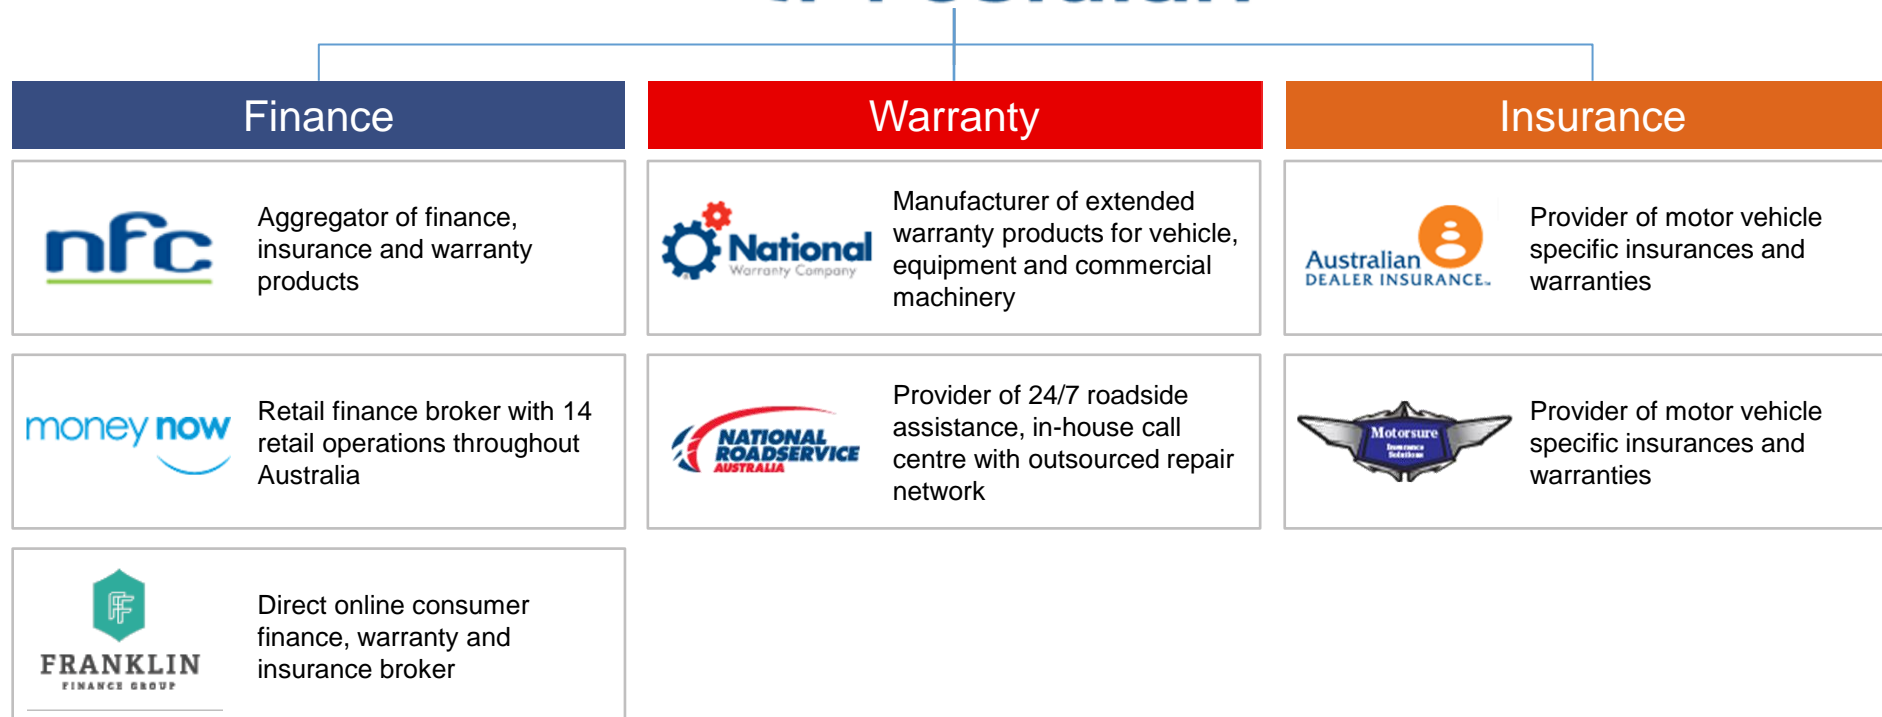 Finance
Warranty
Insurance
nfc
Aggregator of finance,
insurance and warranty
products
National
Warranty Company
Manufacturer of extended
warranty products for vehicle,
equipment and commercial
machinery
Australian
DEALER INSURANCE
Provider of motor vehicle
specific insurances and
warranties
money now
Retail finance broker with 14
retail operations throughout
Australia
NATIONAL
ROADSERVICE
AUSTRALIA
Provider of 24/7 roadside
assistance, in-house call
centre with outsourced repair
network
Motorsure
Insurance
Solutions
Provider of motor vehicle
specific insurances and
warranties
FF
FRANKLIN
FINANCE GROUP
Direct online consumer
finance, warranty and
insurance broker